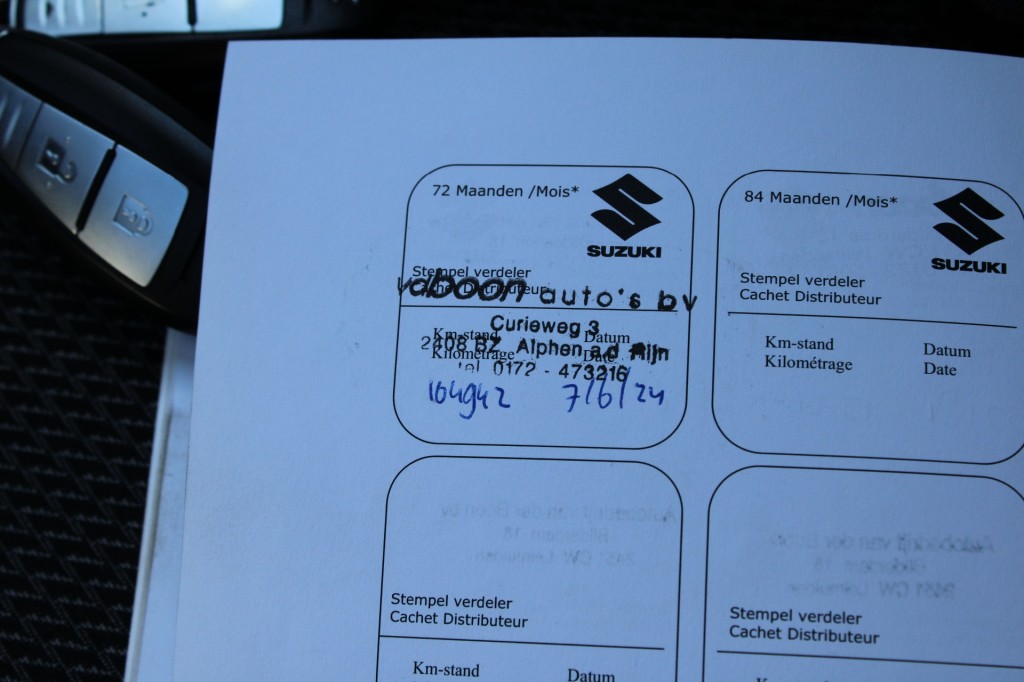 72 Maanden /Mois*
SUZUKI
Stempel verdeler
Cachet Distributeur
vdboon auto's bv
Curieweg 3
Km-stand Datum
2408 BZ Alphen a.d. Rijn
Kilométrage Date
tel 0172 - 473216
164942 7/6/24
84 Maanden /Mois*
SUZUKI
Stempel verdeler
Cachet Distributeur
Km-stand Datum
Kilométrage Date
Stempel verdeler
Cachet Distributeur
Km-stand Datum
Stempel verdeler
Cachet Distributeur